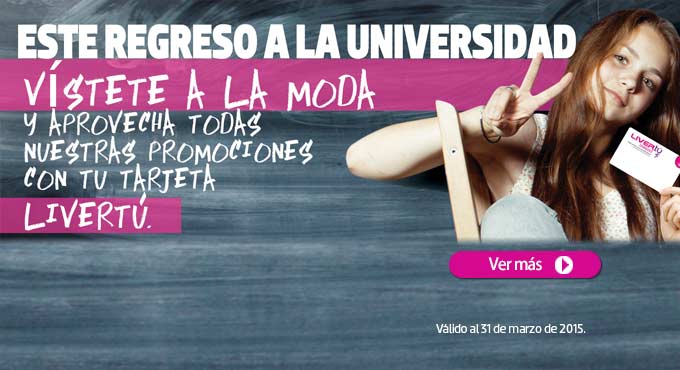 ESTE REGRESO A LA UNIVERSIDAD
VÍSTETE A LA MODA
Y APROVECHA TODAS
NUESTRAS PROMOCIONES
CON TU TARJETA
LIVERTÚ.
LIVERTÚ
Ver más
Válido al 31 de marzo de 2015.